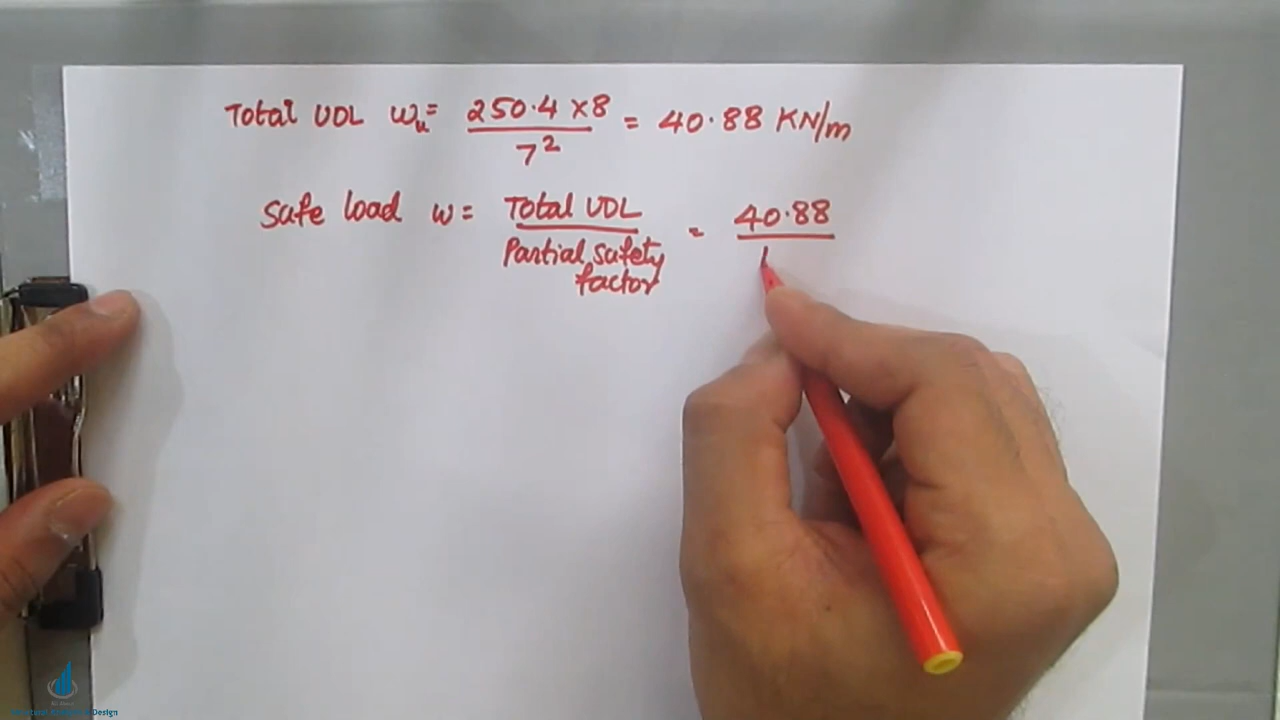 Total UDL wu = 250.4 x 8 / 7² = 40.88 KN/m
Safe load w = Total UDL / Partial safety factor = 40.88 / 1